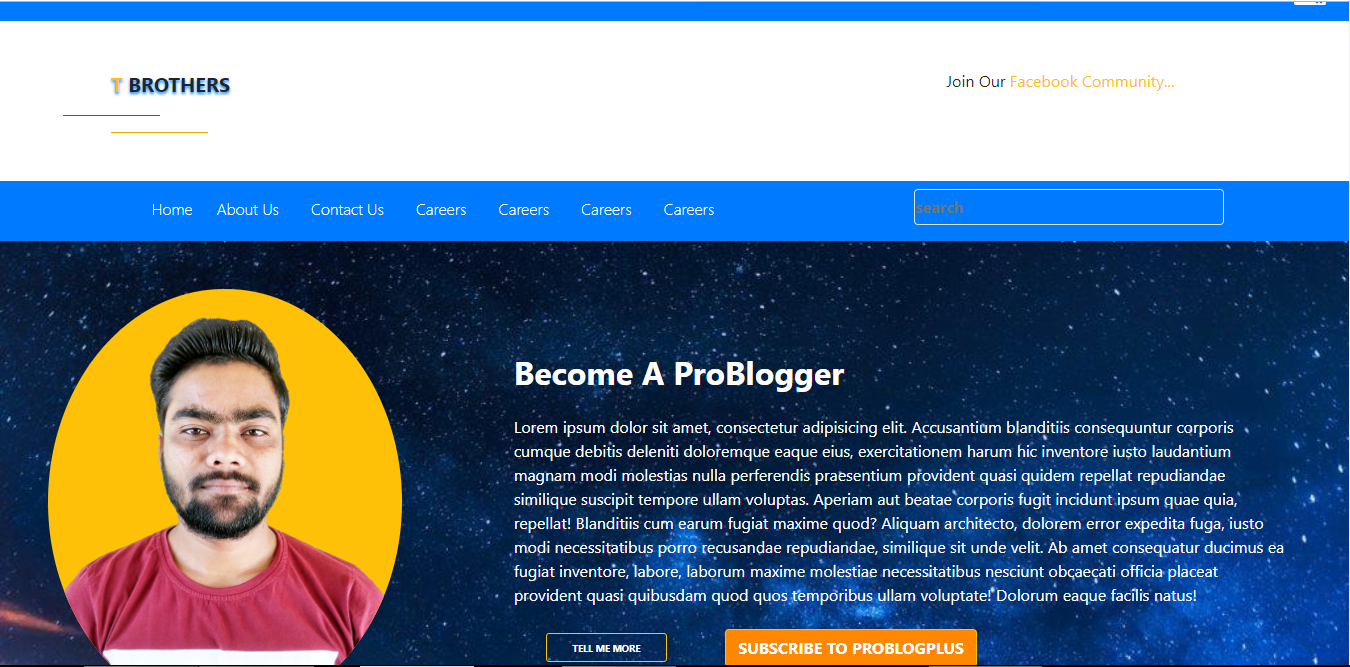 T BROTHERS
Join Our Facebook Community...
Home About Us Contact Us Careers Careers Careers Careers
search
Become A ProBlogger
Lorem ipsum dolor sit amet, consectetur adipisicing elit. Accusantium blanditiis consequuntur corporis
cumque debitis deleniti doloremque eaque eius, exercitationem harum hic inventore iusto laudantium
magnam modi molestias nulla perferendis praesentium provident quasi quidem repellat repudiandae
similique suscipit tempore ullam voluptas. Aperiam aut beatae corporis fugit incidunt ipsum quae quia,
repellat! Blanditiis cum earum fugiat maxime quod? Aliquam architecto, dolorem error expedita fuga, iusto
modi necessitatibus porro recusandae repudiandae, similique sit unde velit. Ab amet consequatur ducimus ea
fugiat inventore, labore, laborum maxime molestiae necessitatibus nesciunt obcaecati officia placeat
provident quasi quibusdam quod quos temporibus ullam voluptate! Dolorum eaque facilis natus!
TELL ME MORE
SUBSCRIBE TO PROBLOGPLUS